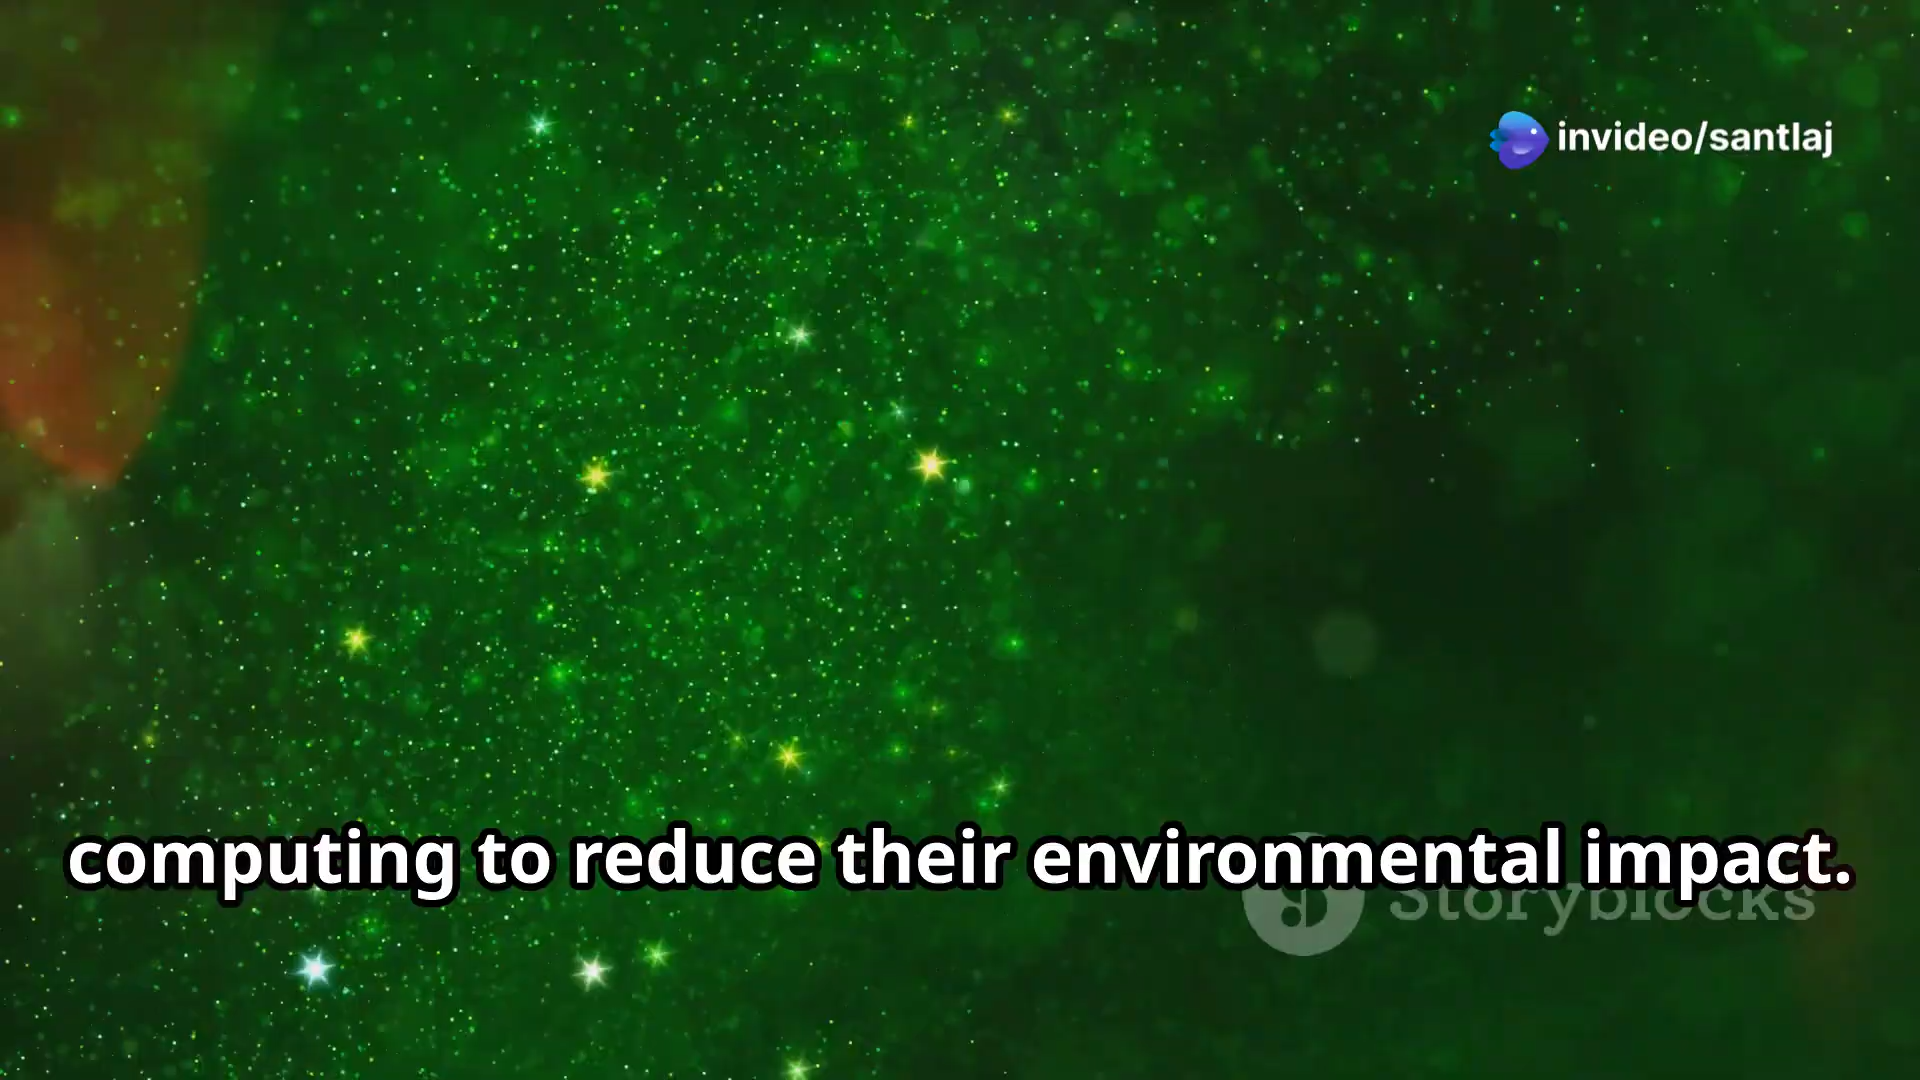 invideo/santlaj
computing to reduce their environmental impact.
Storyblocks